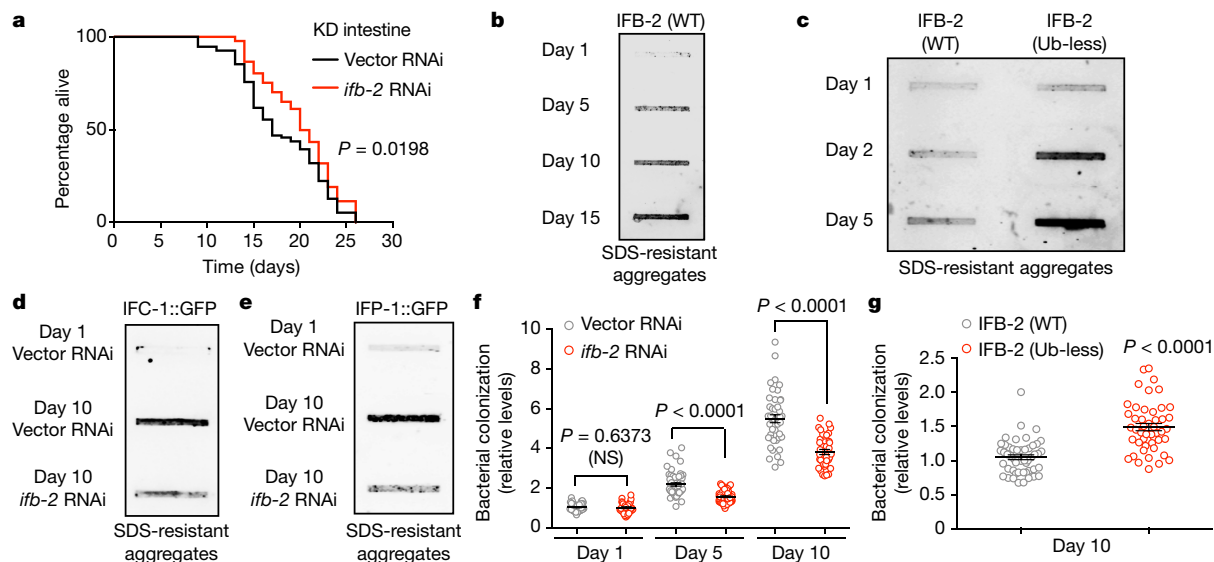 a
KD intestine
Vector RNAi
ifb-2 RNAi
P = 0.0198
Percentage alive
100
50
0
0 5 10 15 20 25 30
Time (days)
b
IFB-2 (WT)
Day 1
Day 5
Day 10
Day 15
SDS-resistant
aggregates
c
IFB-2
(WT)
IFB-2
(Ub-less)
Day 1
Day 2
Day 5
SDS-resistant aggregates
d
IFC-1::GFP
Day 1
Vector RNAi
Day 10
Vector RNAi
Day 10
ifb-2 RNAi
SDS-resistant
aggregates
e
IFP-1::GFP
Day 1
Vector RNAi
Day 10
Vector RNAi
Day 10
ifb-2 RNAi
SDS-resistant
aggregates
f
Vector RNAi
ifb-2 RNAi
P < 0.0001
P < 0.0001
P = 0.6373
(NS)
Bacterial colonization
(relative levels)
10
8
6
4
2
0
Day 1 Day 5 Day 10
g
IFB-2 (WT)
IFB-2 (Ub-less)
P < 0.0001
Bacterial colonization
(relative levels)
2.5
2.0
1.5
1.0
0.5
0
Day 10